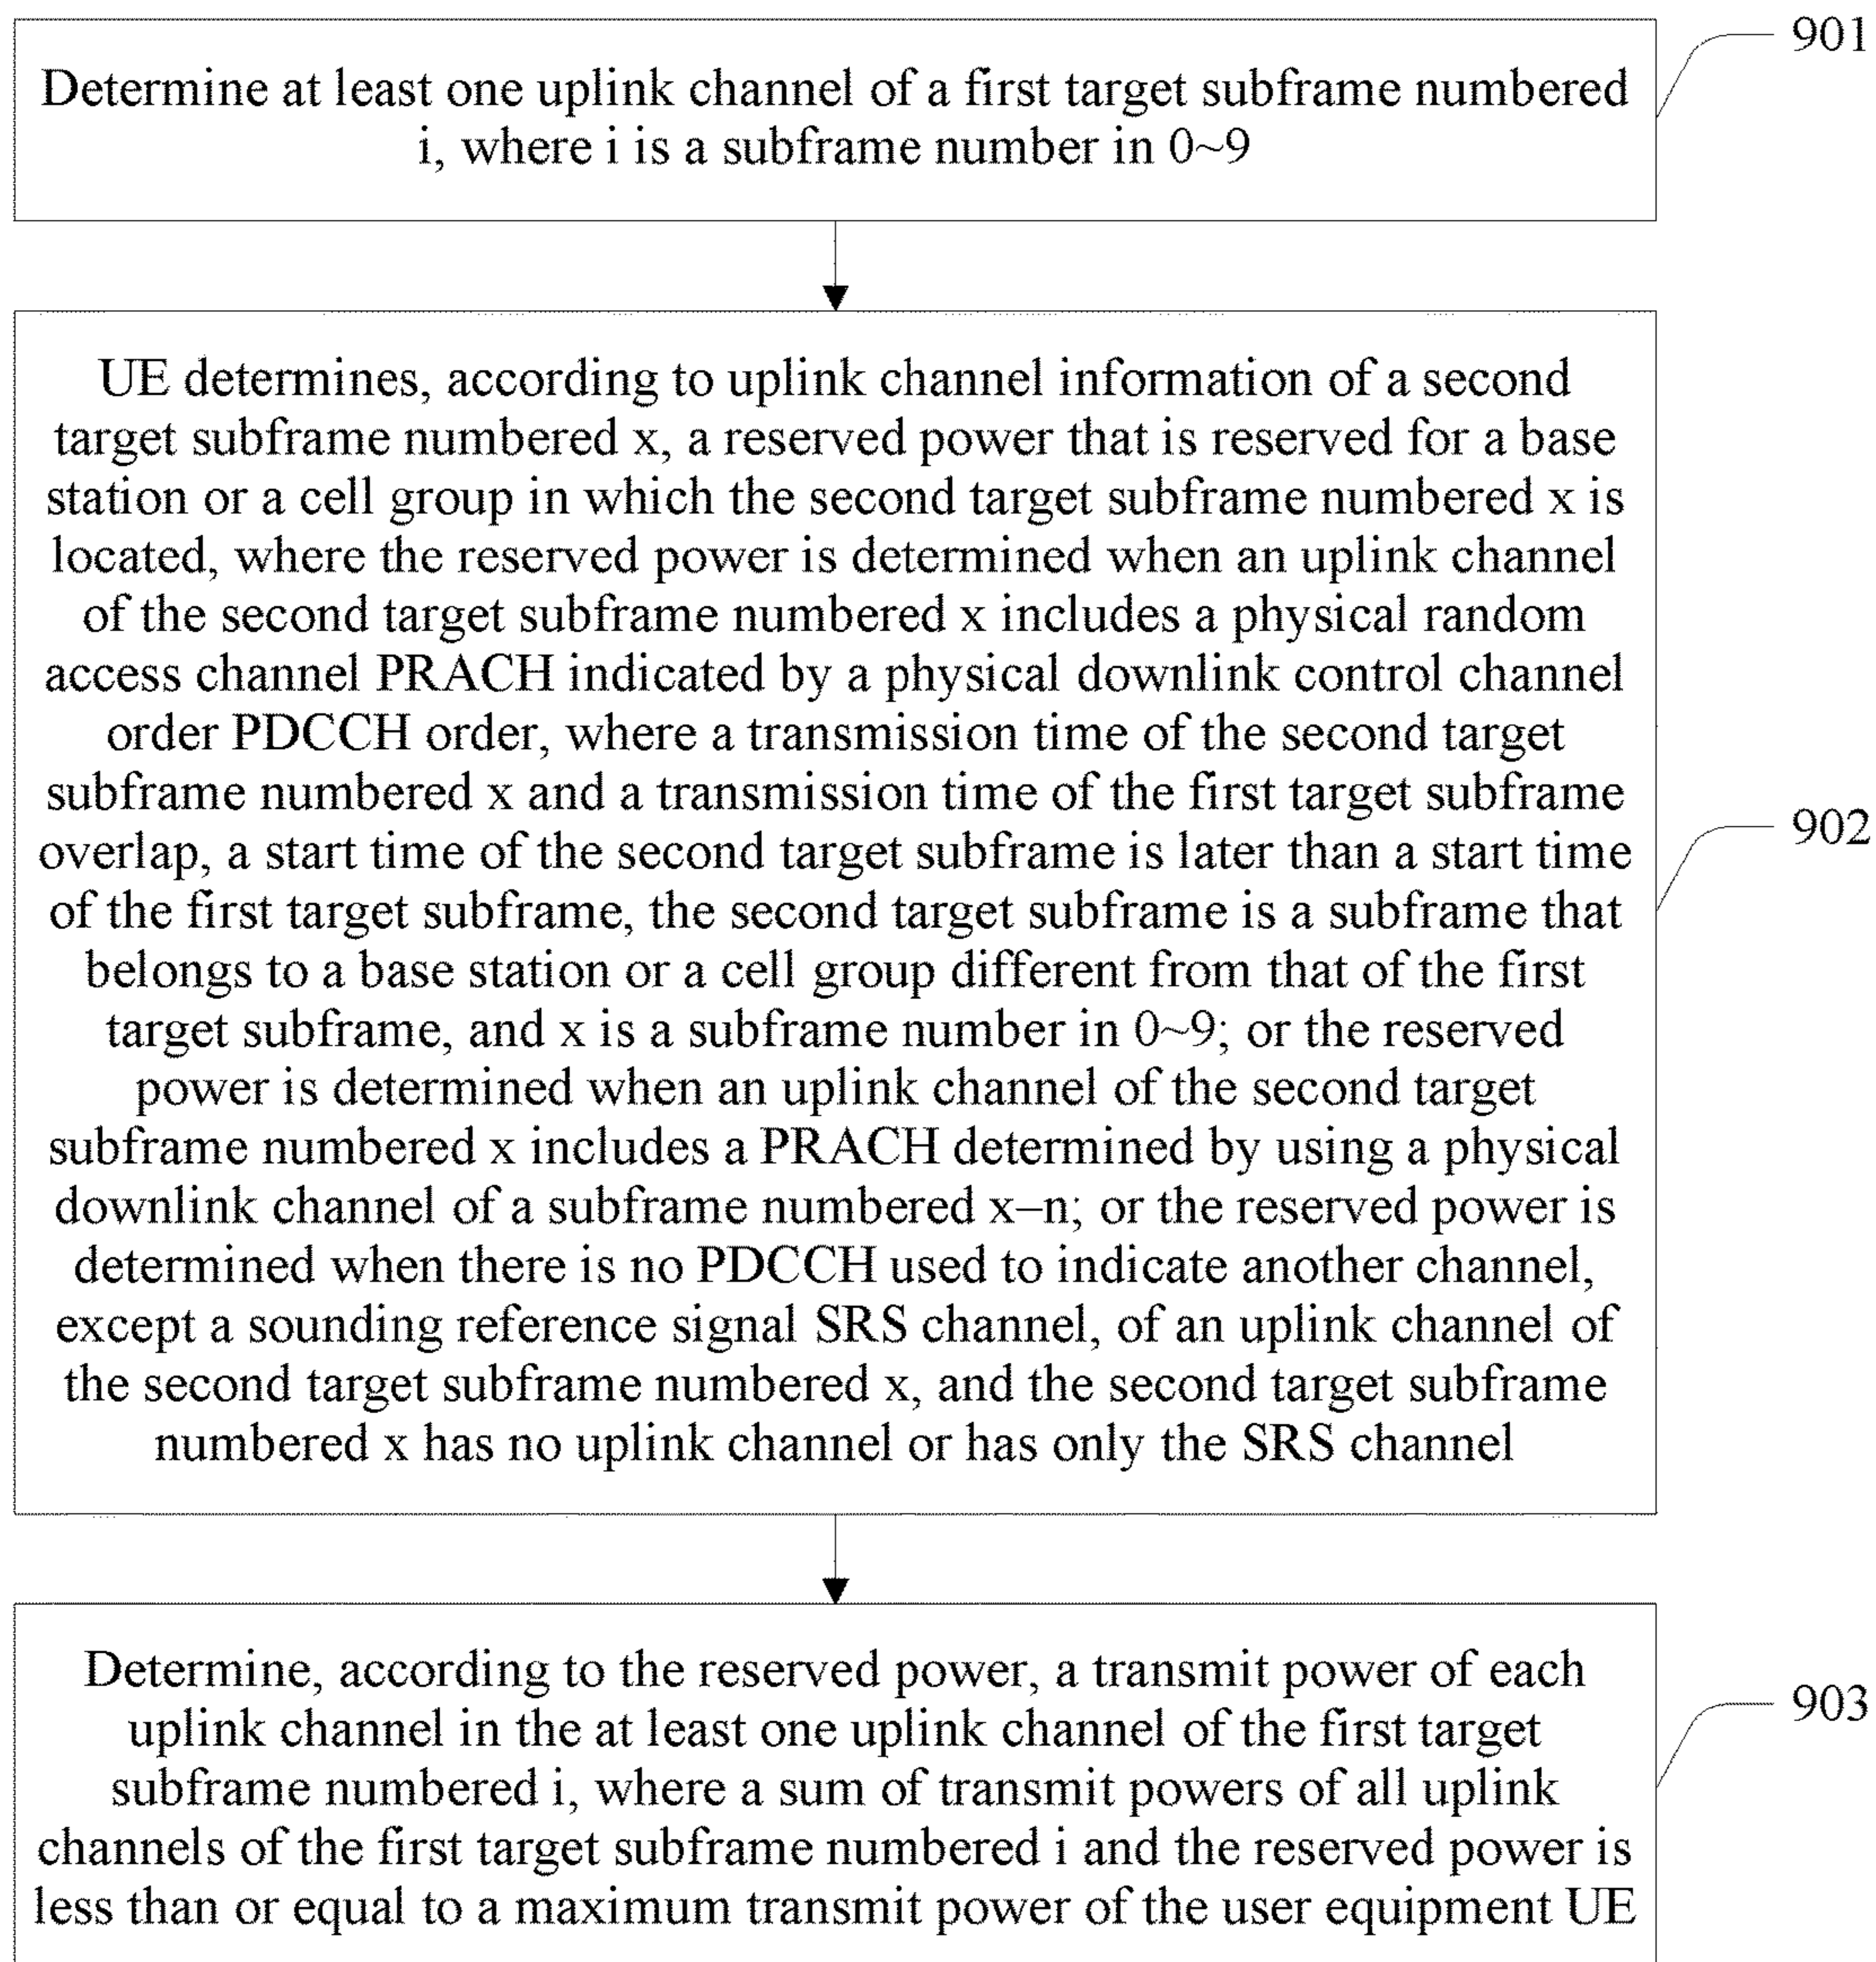 901
Determine at least one uplink channel of a first target subframe numbered
i, where i is a subframe number in 0~9
UE determines, according to uplink channel information of a second
target subframe numbered x, a reserved power that is reserved for a base
station or a cell group in which the second target subframe numbered x is
located, where the reserved power is determined when an uplink channel
of the second target subframe numbered x includes a physical random
access channel PRACH indicated by a physical downlink control channel
order PDCCH order, where a transmission time of the second target
subframe numbered x and a transmission time of the first target subframe
overlap, a start time of the second target subframe is later than a start time
of the first target subframe, the second target subframe is a subframe that
belongs to a base station or a cell group different from that of the first
target subframe, and x is a subframe number in 0~9; or the reserved
power is determined when an uplink channel of the second target
subframe numbered x includes a PRACH determined by using a physical
downlink channel of a subframe numbered x–n; or the reserved power is
determined when there is no PDCCH used to indicate another channel,
except a sounding reference signal SRS channel, of an uplink channel of
the second target subframe numbered x, and the second target subframe
numbered x has no uplink channel or has only the SRS channel
902
Determine, according to the reserved power, a transmit power of each
uplink channel in the at least one uplink channel of the first target
subframe numbered i, where a sum of transmit powers of all uplink
channels of the first target subframe numbered i and the reserved power is
less than or equal to a maximum transmit power of the user equipment UE
903